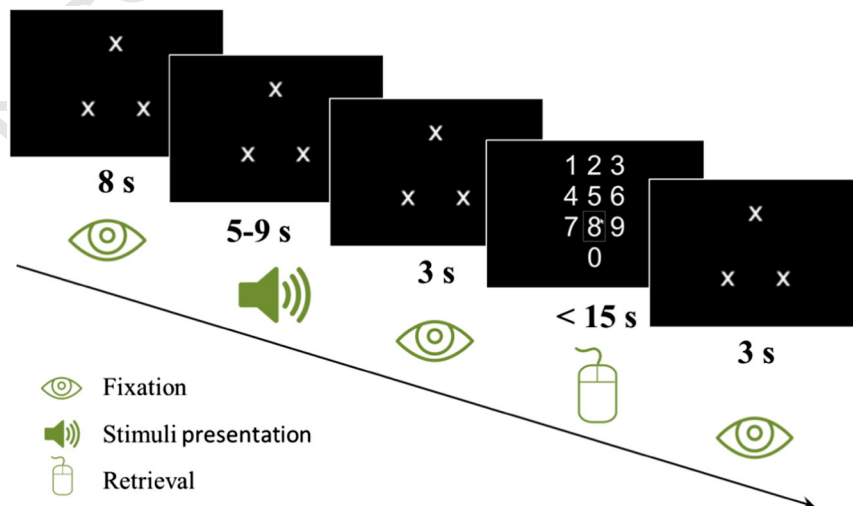 x
x x
8 s
x
x x
5-9 s
x
x x
3 s
1 2 3
4 5 6
7 8 9
0
< 15 s
x
x x
3 s
Fixation
Stimuli presentation
Retrieval